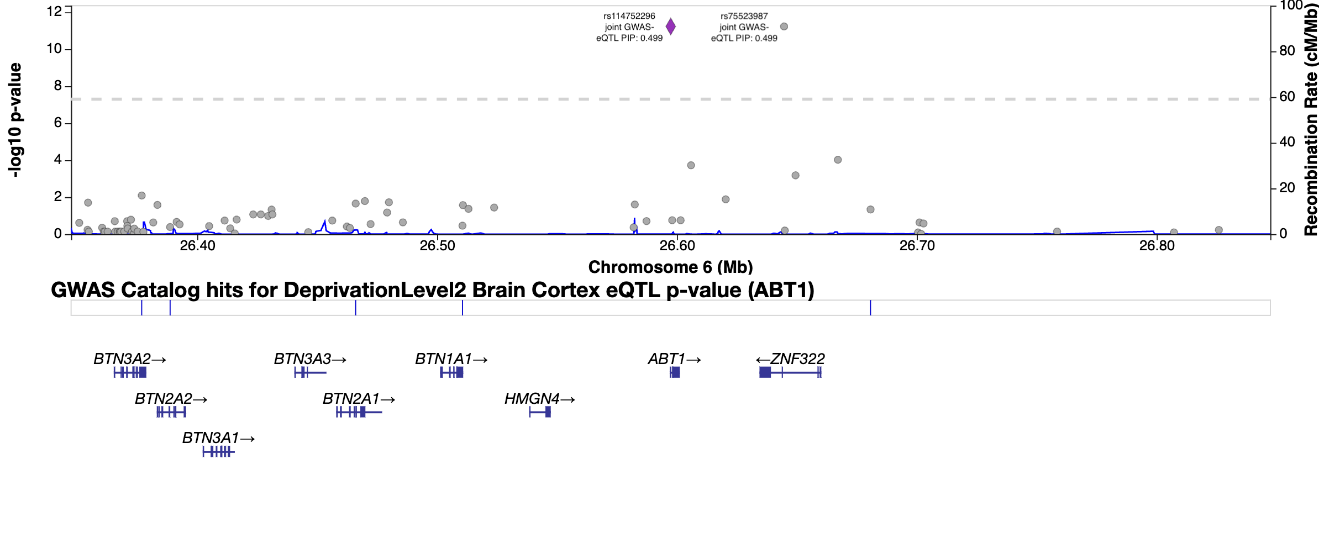 rs114752296
joint GWAS-
eQTL PIP: 0.499
rs75523987
joint GWAS-
eQTL PIP: 0.499
-log10 p-value
12
10
8
6
4
2
0
100
80
60
40
20
0
Recombination Rate (cM/Mb)
26.40
26.50
26.60
26.70
26.80
Chromosome 6 (Mb)
GWAS Catalog hits for DeprivationLevel2 Brain Cortex eQTL p-value (ABT1)
BTN3A2→
BTN3A3→
BTN1A1→
ABT1→
←ZNF322
BTN2A2→
BTN2A1→
HMGN4→
BTN3A1→